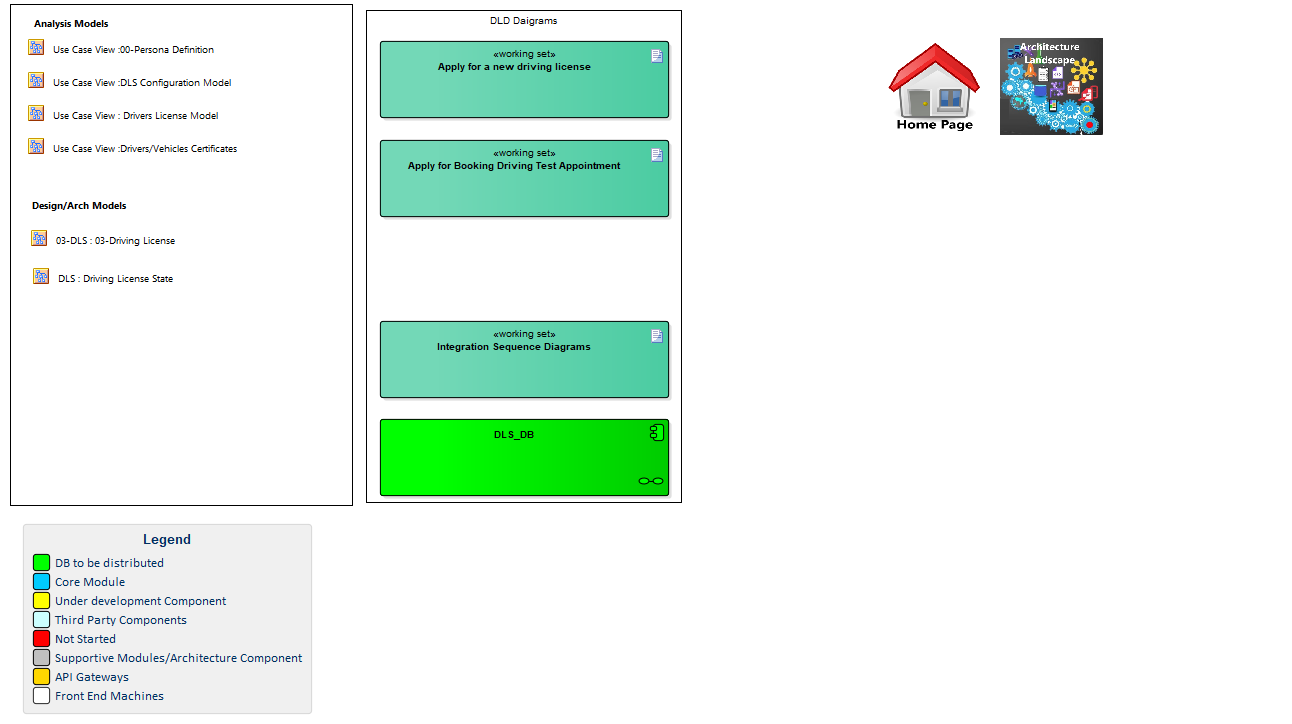 Analysis Models
Use Case View :00-Persona Definition
Use Case View :DLS Configuration Model
Use Case View : Drivers License Model
Use Case View :Drivers/Vehicles Certificates
Design/Arch Models
03-DLS : 03-Driving License
DLS : Driving License State
DLD Daigrams
«working set»
Apply for a new driving license
«working set»
Apply for Booking Driving Test Appointment
«working set»
Integration Sequence Diagrams
DLS_DB
Home Page
Architecture
Landscape
Legend
DB to be distributed
Core Module
Under development Component
Third Party Components
Not Started
Supportive Modules/Architecture Component
API Gateways
Front End Machines